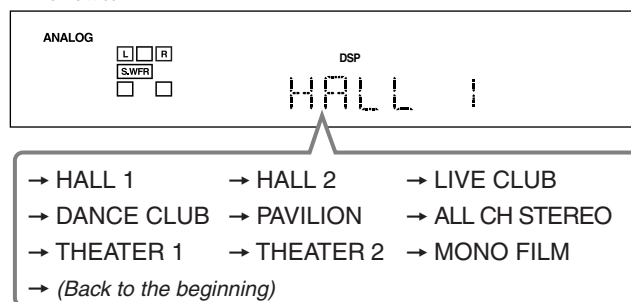 ANALOG
L R
DSP
S.WFR
HALL 1
→ HALL 1 → HALL 2 → LIVE CLUB
→ DANCE CLUB → PAVILION → ALL CH STEREO
→ THEATER 1 → THEATER 2 → MONO FILM
→ (Back to the beginning)